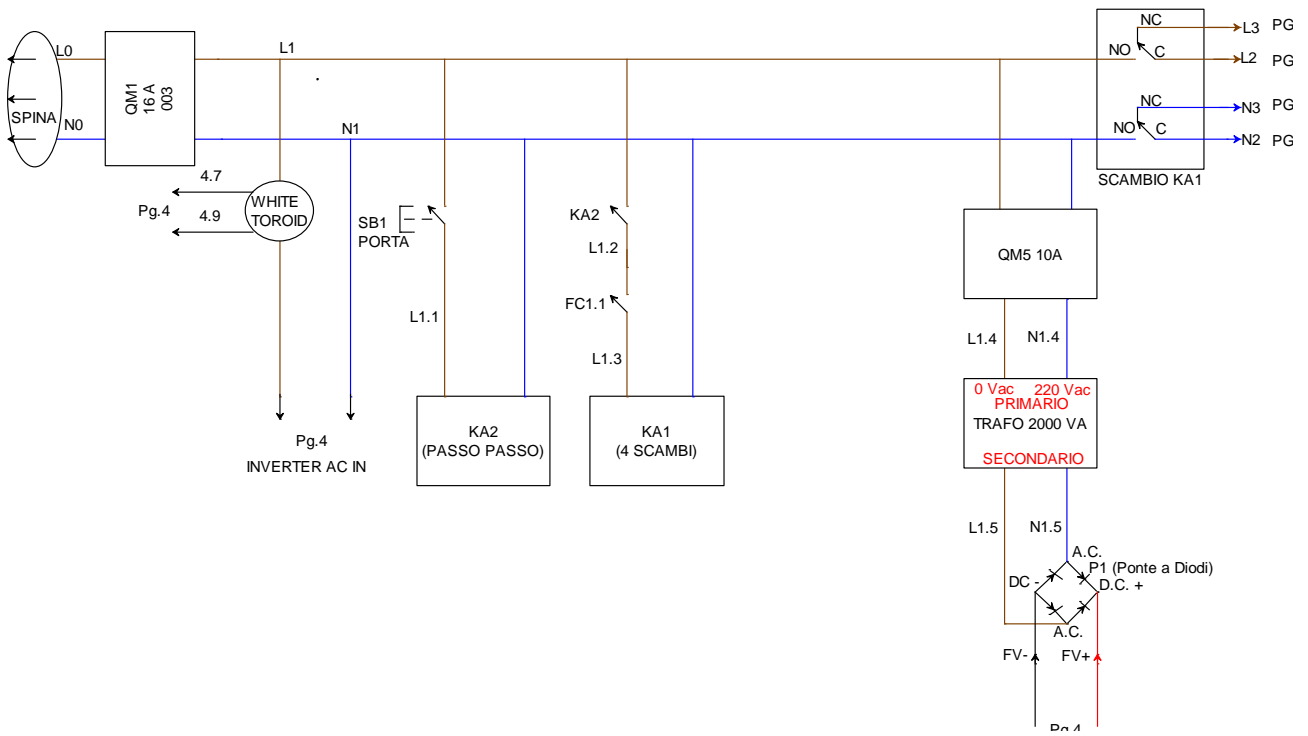 NC
L3 PG
L0
L1
NO C
L2 PG
QM1
16 A
003
SPINA
NC
N3 PG
N0
N1
NO C
N2 PG
SCAMBIO KA1
4.7
Pg.4
4.9
WHITE
TOROID
SB1
PORTA
KA2
L1.2
QM5 10A
FC1.1
L1.1
L1.3
L1.4
N1.4
0 Vac 220 Vac
PRIMARIO
TRAFO 2000 VA
SECONDARIO
Pg.4
INVERTER AC IN
KA2
(PASSO PASSO)
KA1
(4 SCAMBI)
L1.5
N1.5
A.C.
P1 (Ponte a Diodi)
DC -
D.C. +
A.C.
FV-
FV+
Pg.4